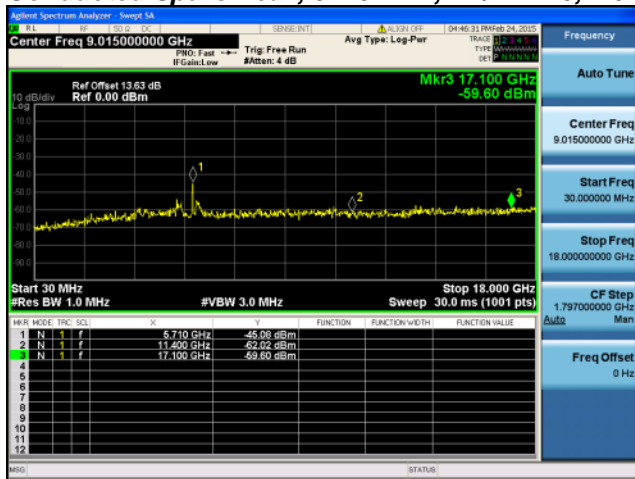 Agilent Spectrum Analyzer - Swept SA
RL RF 50 Ω DC SENSE:INT ALIGN OFF 04:46:31 PM Feb 24, 2015
Center Freq 9.015000000 GHz Avg Type: Log-Pwr TRACE 1 2 3 4 5 6
PNO: Fast Trig: Free Run TYPE
IFGain:Low #Atten: 4 dB DET P N N N N N
Mkr3 17.100 GHz
Ref Offset 13.63 dB
10 dB/div Ref 0.00 dBm -59.60 dBm
Log
-10.0
-20.0
-30.0
-40.0
-50.0
-60.0
-70.0
-80.0
-90.0
1
2
3
Start 30 MHz Stop 18.000 GHz
#Res BW 1.0 MHz #VBW 3.0 MHz Sweep 30.0 ms (1001 pts)
MKR MODE TRC SCL X Y FUNCTION FUNCTION WIDTH FUNCTION VALUE
1 N 1 f 5.710 GHz -45.08 dBm
2 N 1 f 11.400 GHz -62.02 dBm
3 N 1 f 17.100 GHz -59.60 dBm
4
5
6
7
8
9
10
11
12
MSG STATUS
Frequency
Auto Tune
Center Freq
9.015000000 GHz
Start Freq
30.000000 MHz
Stop Freq
18.000000000 GHz
CF Step
1.797000000 GHz
Auto Man
Freq Offset
0 Hz